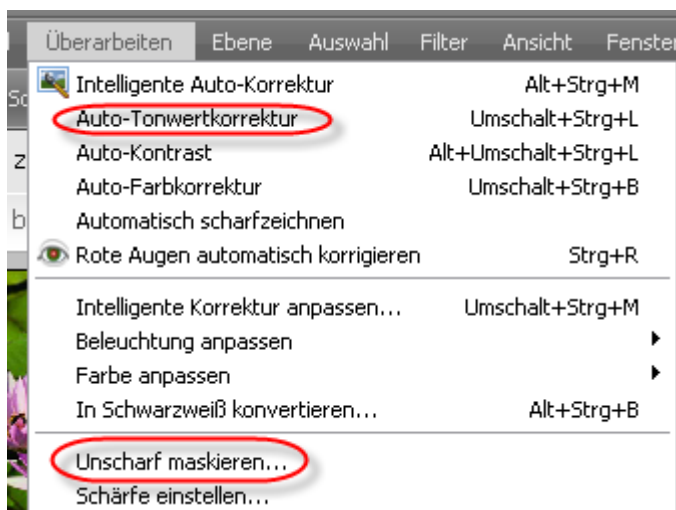 Überarbeiten Ebene Auswahl Filter Ansicht Fenster
Intelligente Auto-Korrektur Alt+Strg+M
Auto-Tonwertkorrektur Umschalt+Strg+L
Auto-Kontrast Alt+Umschalt+Strg+L
Auto-Farbkorrektur Umschalt+Strg+B
Automatisch scharfzeichnen
Rote Augen automatisch korrigieren Strg+R
Intelligente Korrektur anpassen... Umschalt+Strg+M
Beleuchtung anpassen
Farbe anpassen
In Schwarzweiß konvertieren... Alt+Strg+B
Unscharf maskieren...
Schärfe einstellen...